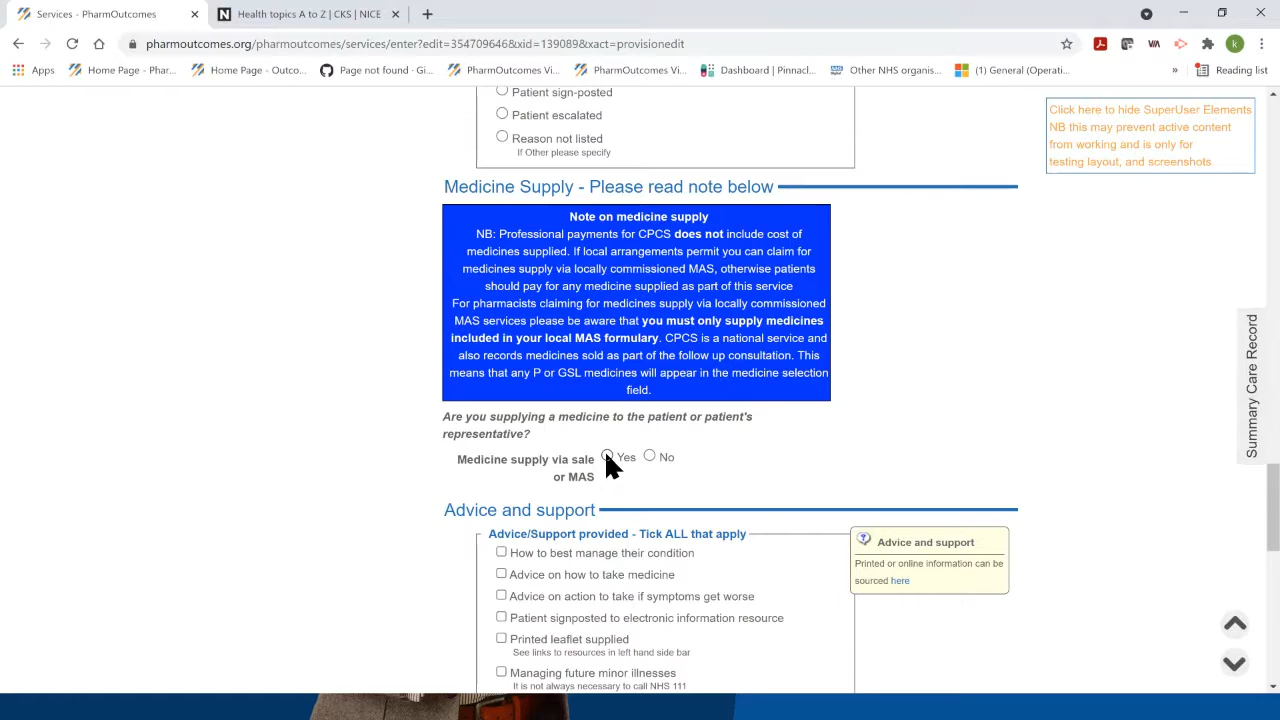 Services - PharmOutcomes
Health topics A to Z | CKS | NICE
pharmoutcomes.org/pharmoutcomes/services/enter?edit=354709646&xid=139089&xact=provisionedit
k
Apps
Home Page - Phar...
Home Page - Outco...
Page not found - Gi...
PharmOutcomes Vi...
PharmOutcomes Vi...
Dashboard | Pinnacl...
Other NHS organis...
(1) General (Operati...
»
Reading list
Patient sign-posted
Patient escalated
Reason not listed
If Other please specify
Click here to hide SuperUser Elements
NB this may prevent active content
from working and is only for
testing layout, and screenshots
Medicine Supply - Please read note below
Note on medicine supply
NB: Professional payments for CPCS does not include cost of
medicines supplied. If local arrangements permit you can claim for
medicines supply via locally commissioned MAS, otherwise patients
should pay for any medicine supplied as part of this service
For pharmacists claiming for medicines supply via locally commissioned
MAS services please be aware that you must only supply medicines
included in your local MAS formulary. CPCS is a national service and
also records medicines sold as part of the follow up consultation. This
means that any P or GSL medicines will appear in the medicine selection
field.
Summary Care Record
Are you supplying a medicine to the patient or patient's
representative?
Medicine supply via sale
or MAS
Yes
No
Advice and support
Advice/Support provided - Tick ALL that apply
How to best manage their condition
Advice on how to take medicine
Advice on action to take if symptoms get worse
Patient signposted to electronic information resource
Printed leaflet supplied
See links to resources in left hand side bar
Managing future minor illnesses
It is not always necessary to call NHS 111
Advice and support
Printed or online information can be
sourced here